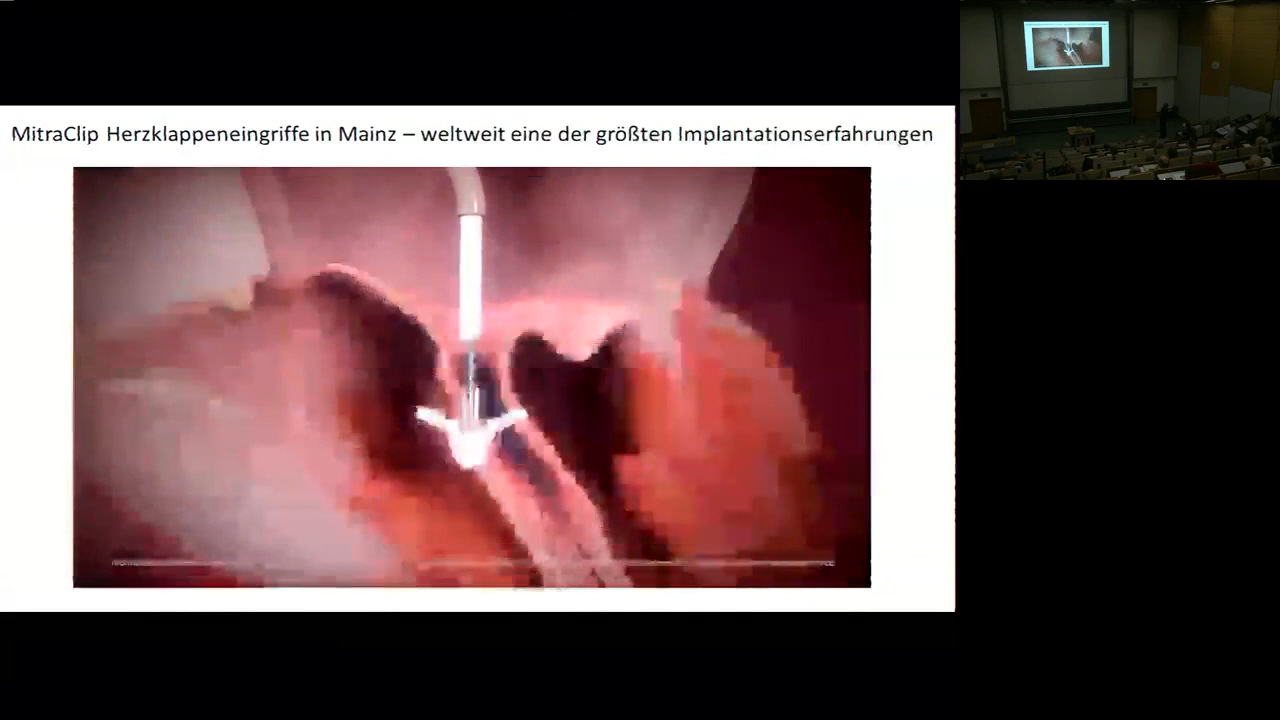 MitraClip Herzklappeneingriffe in Mainz – weltweit eine der größten Implantationserfahrungen